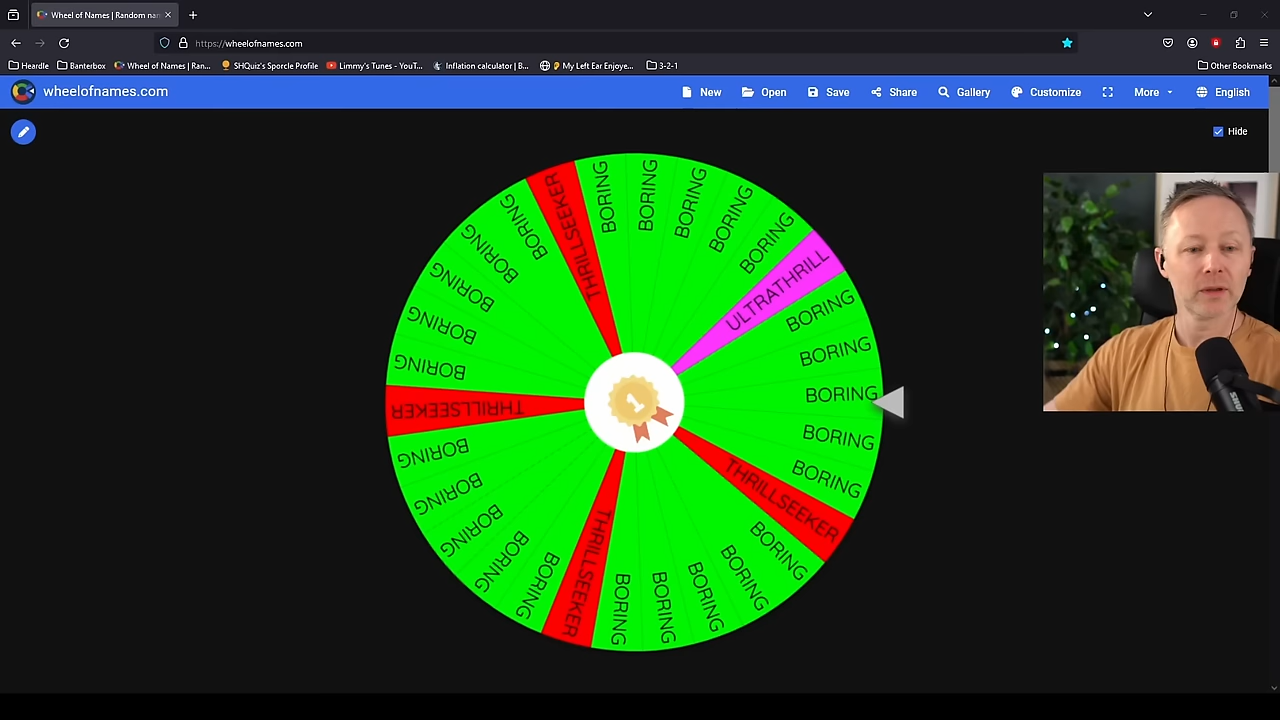 Wheel of Names | Random nar
https://wheelofnames.com
Heardle
Banterbox
Wheel of Names | Ran...
SHQuiz's Sporcle Profile
Limmy's Tunes - YouT...
Inflation calculator | B...
My Left Ear Enjoye...
3-2-1
Other Bookmarks
wheelofnames.com
New
Open
Save
Share
Gallery
Customize
More
English
Hide
BORING
BORING
BORING
BORING
BORING
ULTRATHRILL
BORING
BORING
BORING
BORING
BORING
THRILLSEEKER
BORING
BORING
BORING
BORING
BORING
THRILLSEEKER
BORING
BORING
BORING
BORING
BORING
THRILLSEEKER
BORING
BORING
BORING
BORING
BORING
THRILLSEEKER
1